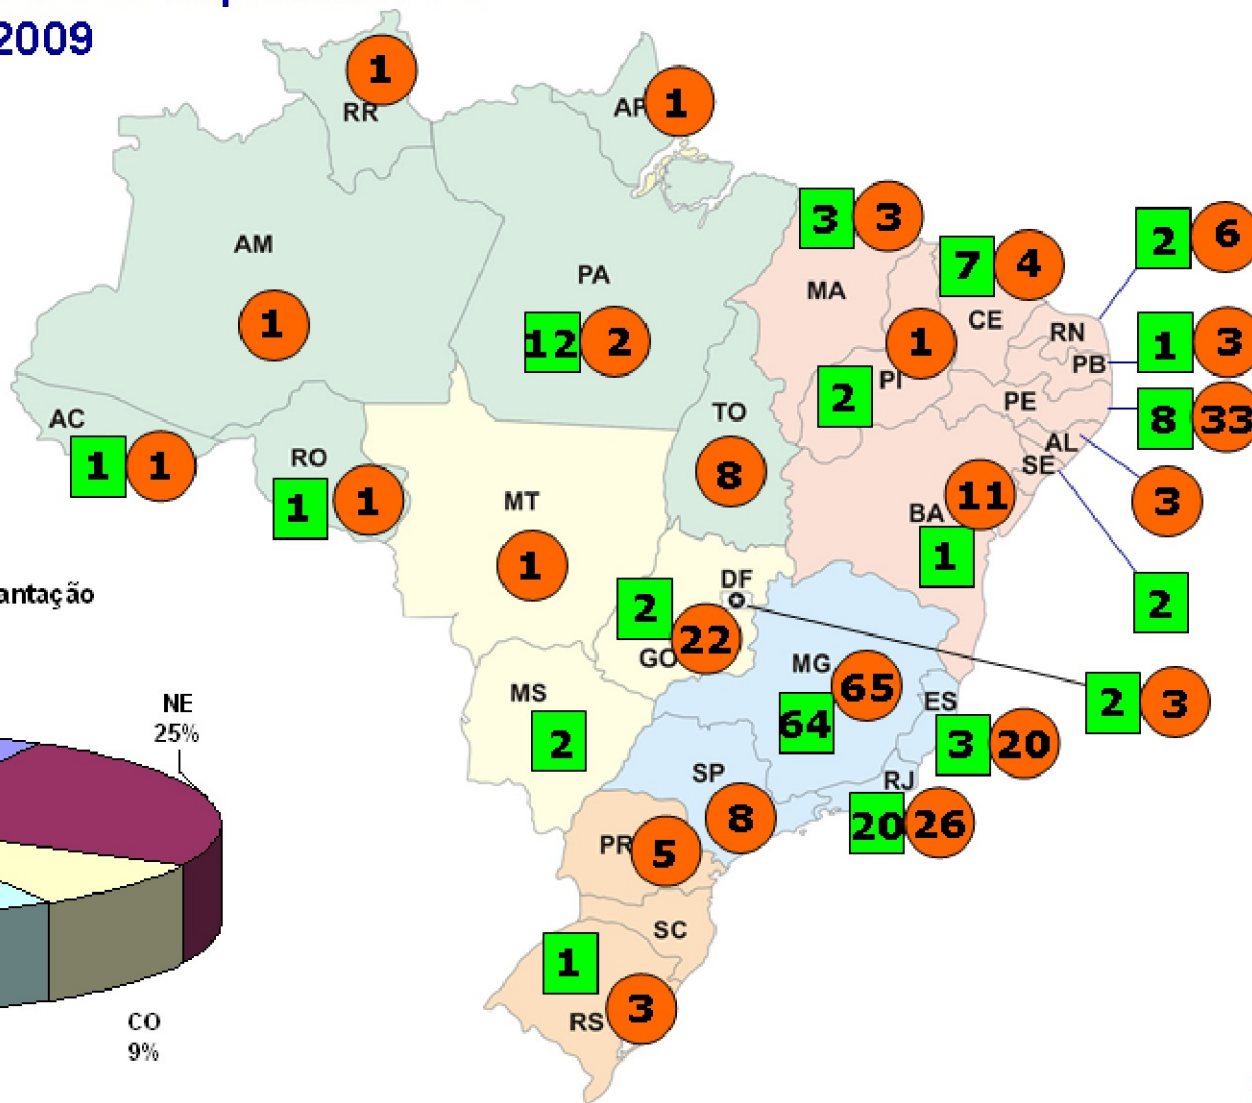 2009
1
RR
AP
1
AM
1
PA
12
2
3
3
MA
7
4
CE
2
6
RN
1
3
PB
1
PI
2
PE
8
33
AL
SE
3
AC
1
1
RO
1
1
TO
8
MT
1
BA
11
1
2
DF
2
22
GO
MG
65
64
2
3
ES
3
20
MS
2
SP
8
RJ
20
26
PR
5
SC
1
RS
3
antação
NE
25%
CO
9%